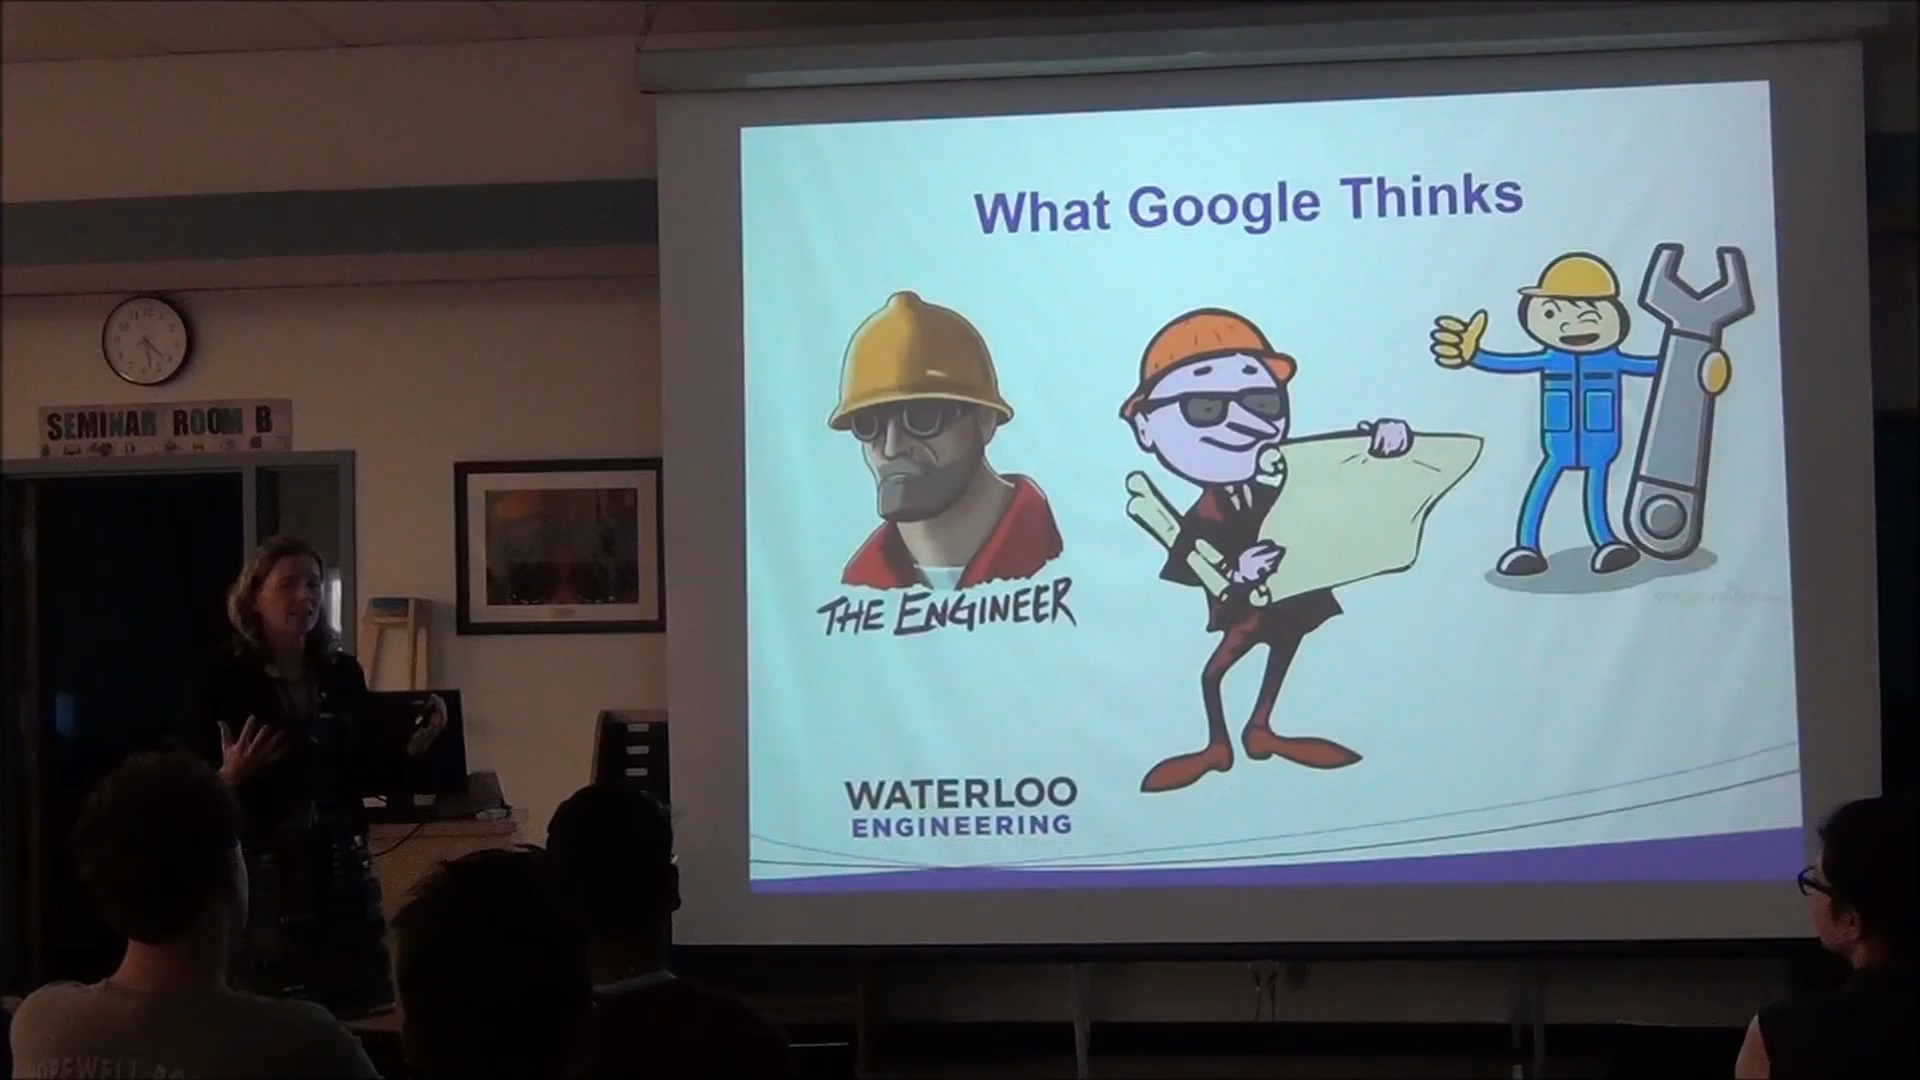 What Google Thinks
SEMINAR ROOM B
THE ENGINEER
WATERLOO
ENGINEERING